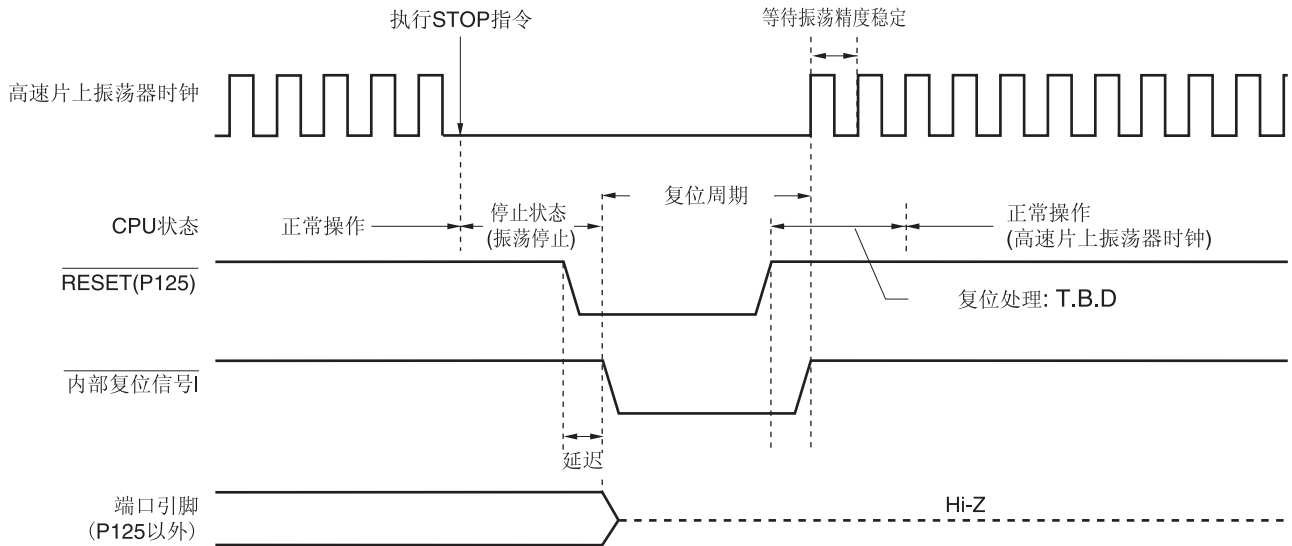 执行STOP指令
等待振荡精度稳定
高速片上振荡器时钟
复位周期
CPU状态
正常操作
停止状态
(振荡停止)
正常操作
(高速片上振荡器时钟)
RESET(P125)
复位处理: T.B.D
内部复位信号l
延迟
端口引脚
(P125以外)
Hi-Z